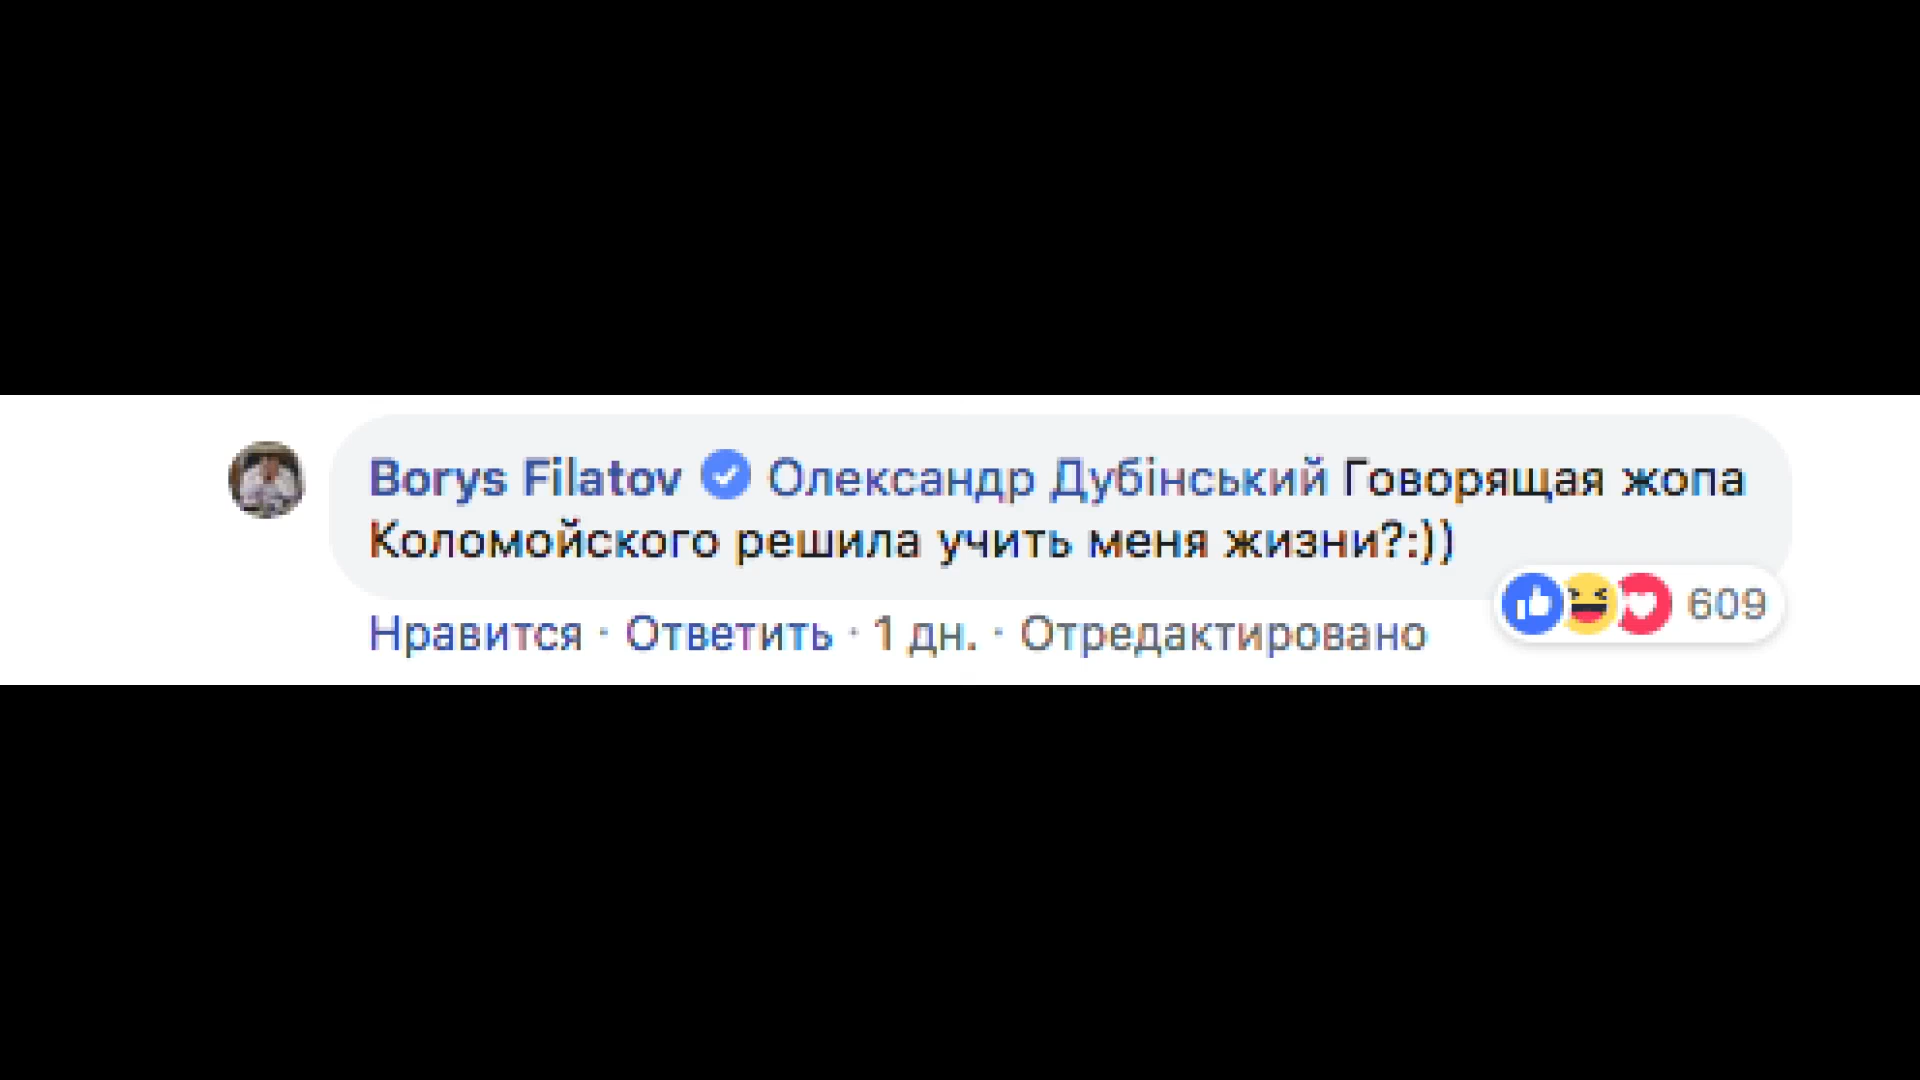 Borys Filatov Олександр Дубінський Говорящая жопа
Коломойского решила учить меня жизни?:))
609
Нравится · Ответить · 1 дн. · Отредактировано